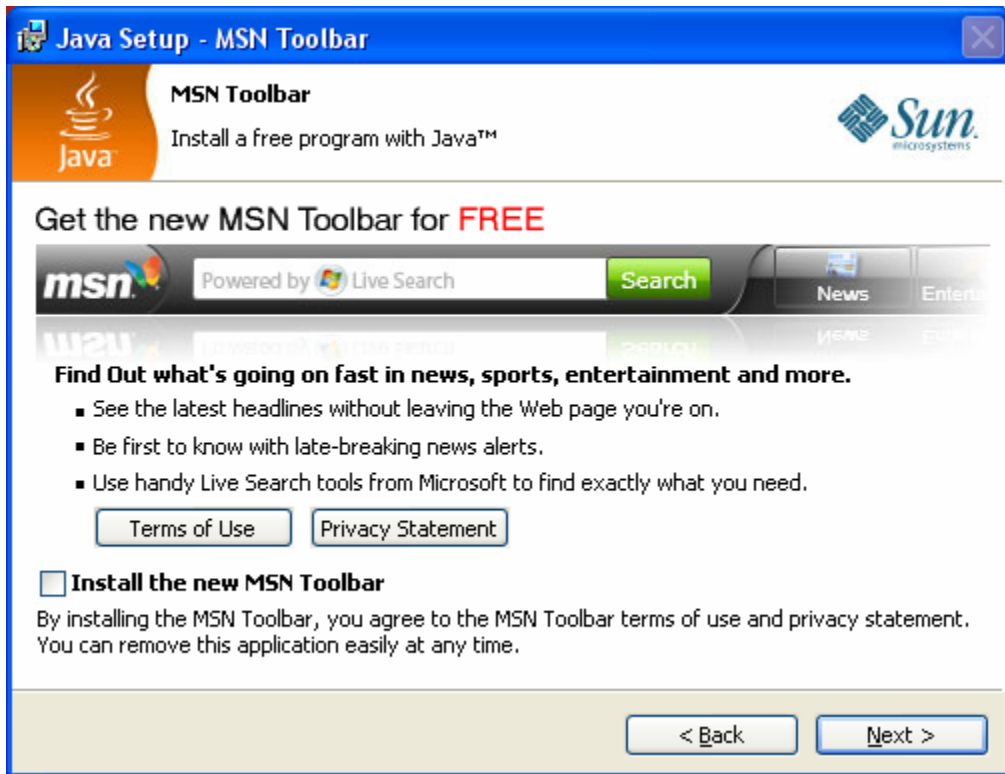 Java Setup - MSN Toolbar
Java
MSN Toolbar
Install a free program with Java™
Sun
microsystems
Get the new MSN Toolbar for FREE
msn
Powered by Live Search
Search
News
Find Out what's going on fast in news, sports, entertainment and more.
See the latest headlines without leaving the Web page you're on.
Be first to know with late-breaking news alerts.
Use handy Live Search tools from Microsoft to find exactly what you need.
Terms of Use
Privacy Statement
Install the new MSN Toolbar
By installing the MSN Toolbar, you agree to the MSN Toolbar terms of use and privacy statement.
You can remove this application easily at any time.
< Back
Next >